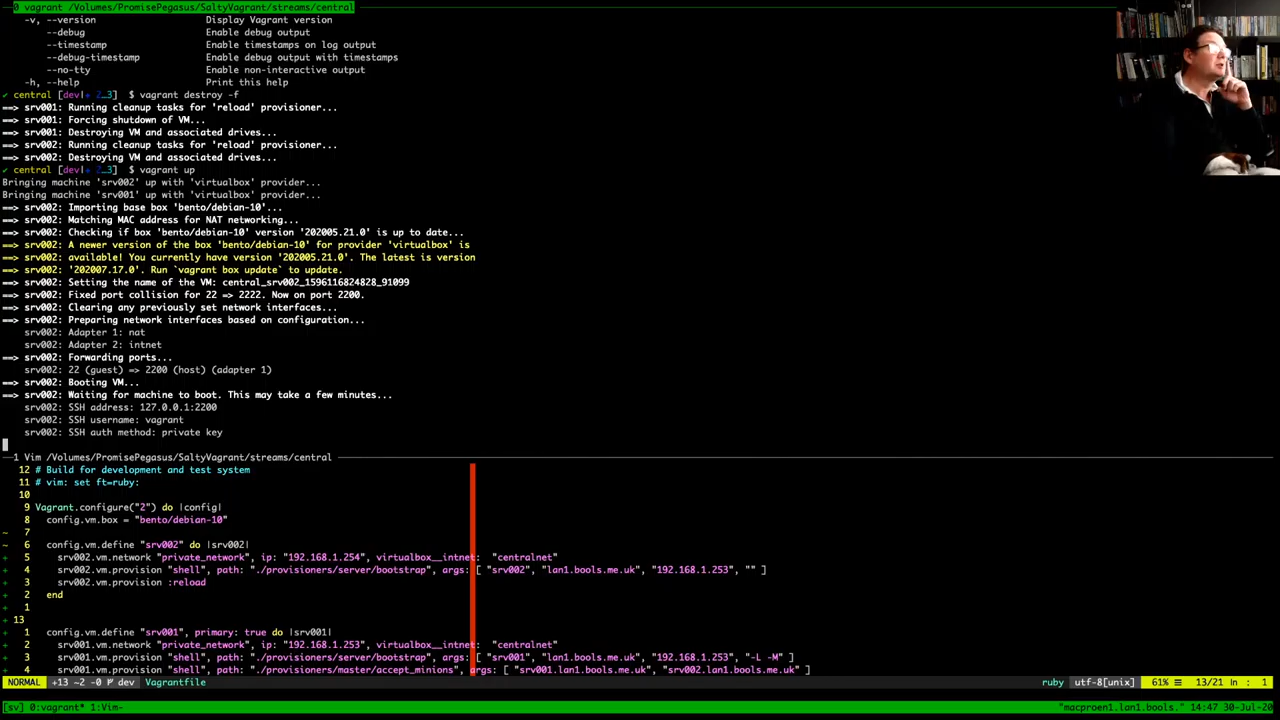 0 vagrant /Volumes/PromisePegasus/SaltyVagrant/streams/central
-v, --version                    Display Vagrant version
    --debug                      Enable debug output
    --timestamp                  Enable timestamps on log output
    --debug-timestamp            Enable debug output with timestamps
    --no-tty                     Enable non-interactive output
-h, --help                       Print this help
✔ central [dev|+ 2…3]  $ vagrant destroy -f
==> srv001: Running cleanup tasks for 'reload' provisioner...
==> srv001: Forcing shutdown of VM...
==> srv001: Destroying VM and associated drives...
==> srv002: Running cleanup tasks for 'reload' provisioner...
==> srv002: Destroying VM and associated drives...
✔ central [dev|+ 2…3]  $ vagrant up
Bringing machine 'srv002' up with 'virtualbox' provider...
Bringing machine 'srv001' up with 'virtualbox' provider...
==> srv002: Importing base box 'bento/debian-10'...
==> srv002: Matching MAC address for NAT networking...
==> srv002: Checking if box 'bento/debian-10' version '202005.21.0' is up to date...
==> srv002: A newer version of the box 'bento/debian-10' for provider 'virtualbox' is
==> srv002: available! You currently have version '202005.21.0'. The latest is version
==> srv002: '202007.17.0'. Run `vagrant box update` to update.
==> srv002: Setting the name of the VM: central_srv002_1596116824828_91099
==> srv002: Fixed port collision for 22 => 2222. Now on port 2200.
==> srv002: Clearing any previously set network interfaces...
==> srv002: Preparing network interfaces based on configuration...
    srv002: Adapter 1: nat
    srv002: Adapter 2: intnet
==> srv002: Forwarding ports...
    srv002: 22 (guest) => 2200 (host) (adapter 1)
==> srv002: Booting VM...
==> srv002: Waiting for machine to boot. This may take a few minutes...
    srv002: SSH address: 127.0.0.1:2200
    srv002: SSH username: vagrant
    srv002: SSH auth method: private key
1 Vim /Volumes/PromisePegasus/SaltyVagrant/streams/central
  12 # Build for development and test system
  11 # vim: set ft=ruby:
  10
   9 Vagrant.configure("2") do |config|
   8   config.vm.box = "bento/debian-10"
~  7
~  6   config.vm.define "srv002" do |srv002|
+  5     srv002.vm.network "private_network", ip: "192.168.1.254", virtualbox__intnet: "centralnet"
+  4     srv002.vm.provision "shell", path: "./provisioners/server/bootstrap", args: [ "srv002", "lan1.bools.me.uk", "192.168.1.253", "" ]
+  3     srv002.vm.provision :reload
+  2   end
+  1
+ 13
+  1   config.vm.define "srv001", primary: true do |srv001|
+  2     srv001.vm.network "private_network", ip: "192.168.1.253", virtualbox__intnet: "centralnet"
+  3     srv001.vm.provision "shell", path: "./provisioners/server/bootstrap", args: [ "srv001", "lan1.bools.me.uk", "192.168.1.253", "-L -M" ]
+  4     srv001.vm.provision "shell", path: "./provisioners/master/accept_minions", args: [ "srv001.lan1.bools.me.uk", "srv002.lan1.bools.me.uk" ]
NORMAL  +13 ~2 -0 dev  Vagrantfile  ruby  utf-8[unix]  61% ≡ 13/21 ln : 1
[sv] 0:vagrant* 1:Vim-  "macproen1.lan1.bools." 14:47 30-Jul-20